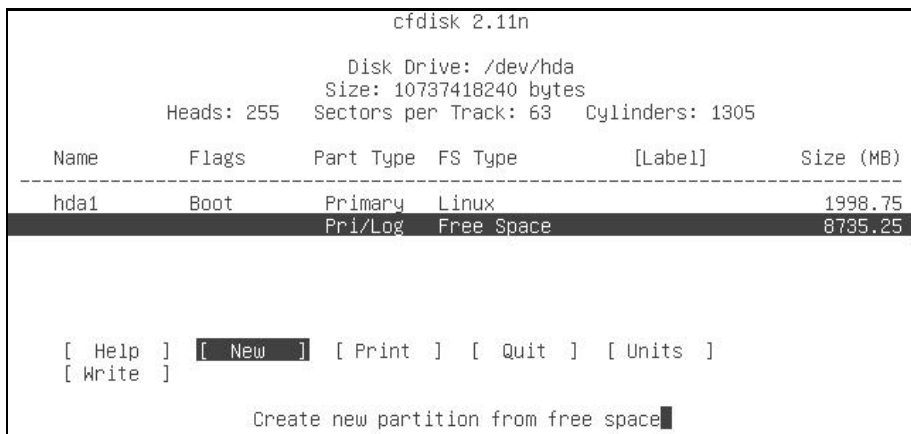 cfdisk 2.11n
Disk Drive: /dev/hda
Size: 10737418240 bytes
Heads: 255   Sectors per Track: 63   Cylinders: 1305
Name   Flags   Part Type   FS Type   [Label]   Size (MB)
hda1   Boot   Primary   Linux   1998.75
Pri/Log   Free Space   8735.25
[ Help ] [ New ] [ Print ] [ Quit ] [ Units ]
[ Write ]
Create new partition from free space